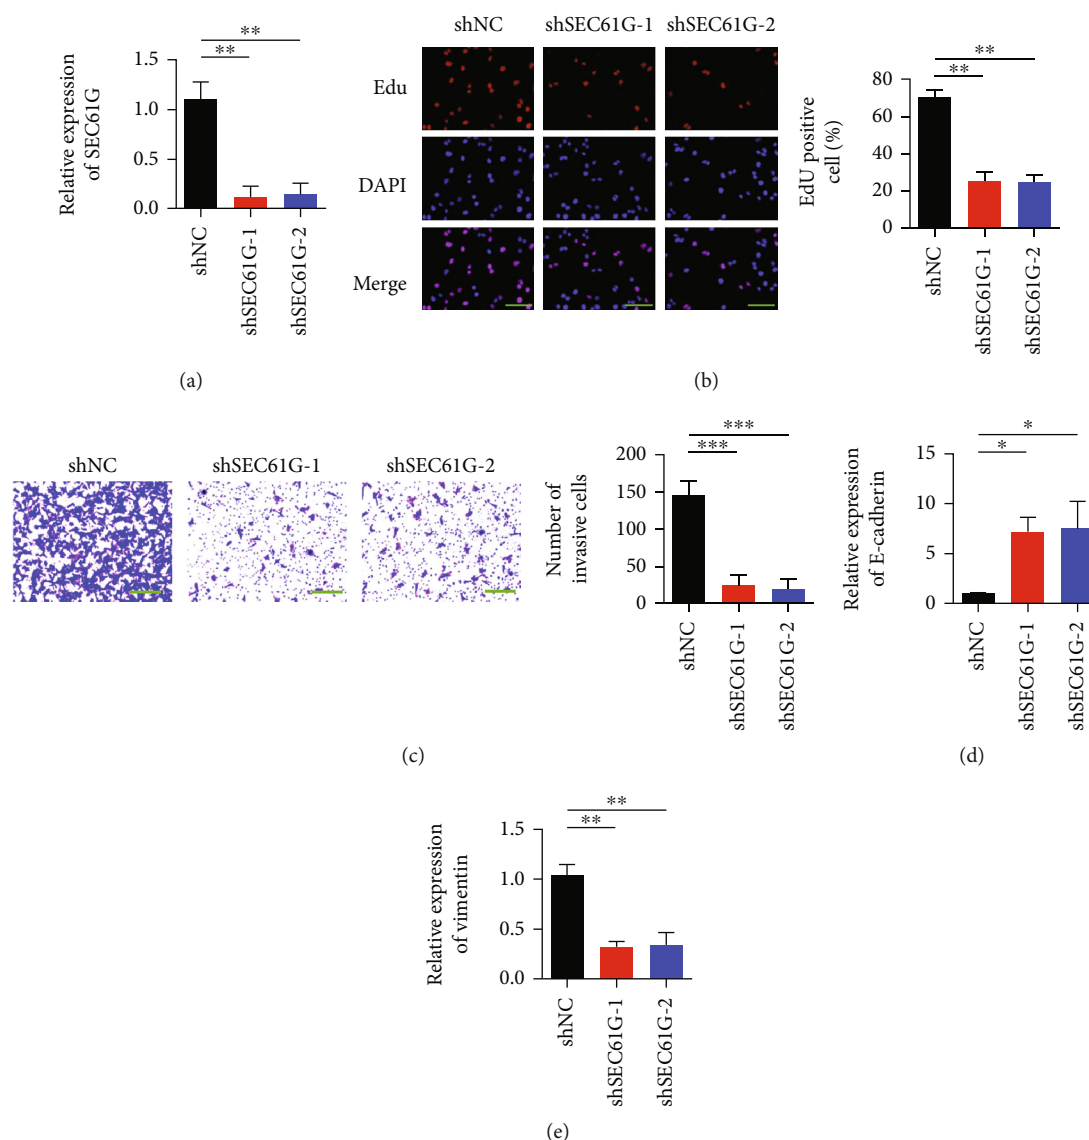 Relative expression
of SEC61G
**
**
1.5
1.0
0.5
0.0
shNC
shSEC61G-1
shSEC61G-2
(a)
shNC
shSEC61G-1
shSEC61G-2
Edu
DAPI
Merge
EdU positive
cell (%)
**
**
80
60
40
20
0
shNC
shSEC61G-1
shSEC61G-2
(b)
shNC
shSEC61G-1
shSEC61G-2
Number of
invasive cells
***
***
200
150
100
50
0
shNC
shSEC61G-1
shSEC61G-2
(c)
Relative expression
of E-cadherin
*
*
15
10
5
0
shNC
shSEC61G-1
shSEC61G-2
(d)
Relative expression
of vimentin
**
**
1.5
1.0
0.5
0.0
shNC
shSEC61G-1
shSEC61G-2
(e)